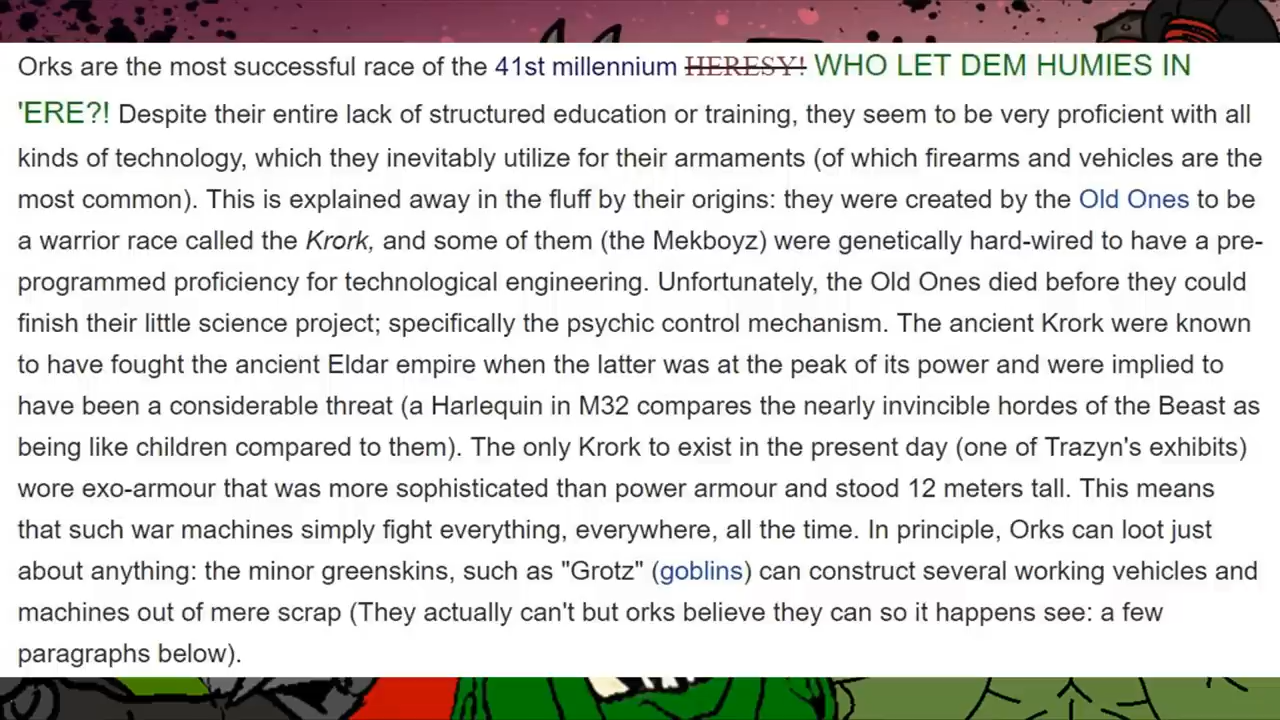 Orks are the most successful race of the 41st millennium HERESY! WHO LET DEM HUMIES IN
'ERE?! Despite their entire lack of structured education or training, they seem to be very proficient with all
kinds of technology, which they inevitably utilize for their armaments (of which firearms and vehicles are the
most common). This is explained away in the fluff by their origins: they were created by the Old Ones to be
a warrior race called the Krork, and some of them (the Mekboyz) were genetically hard-wired to have a pre-
programmed proficiency for technological engineering. Unfortunately, the Old Ones died before they could
finish their little science project; specifically the psychic control mechanism. The ancient Krork were known
to have fought the ancient Eldar empire when the latter was at the peak of its power and were implied to
have been a considerable threat (a Harlequin in M32 compares the nearly invincible hordes of the Beast as
being like children compared to them). The only Krork to exist in the present day (one of Trazyn's exhibits)
wore exo-armour that was more sophisticated than power armour and stood 12 meters tall. This means
that such war machines simply fight everything, everywhere, all the time. In principle, Orks can loot just
about anything: the minor greenskins, such as "Grotz" (goblins) can construct several working vehicles and
machines out of mere scrap (They actually can't but orks believe they can so it happens see: a few
paragraphs below).